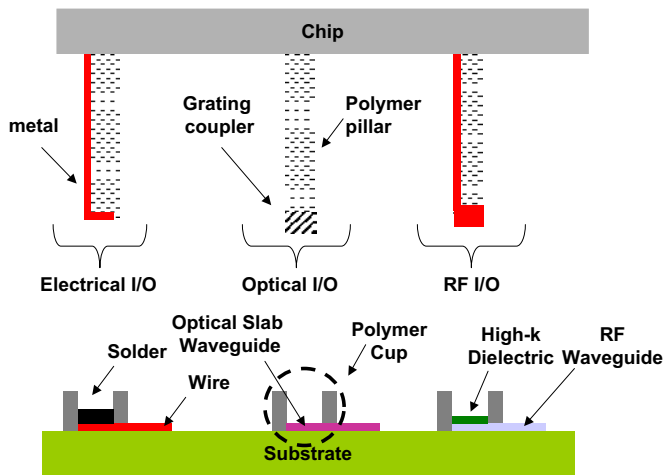 Chip
metal
Grating
coupler
Polymer
pillar
Electrical I/O
Optical I/O
RF I/O
Solder
Wire
Optical Slab
Waveguide
Polymer
Cup
High-k
Dielectric
RF
Waveguide
Substrate